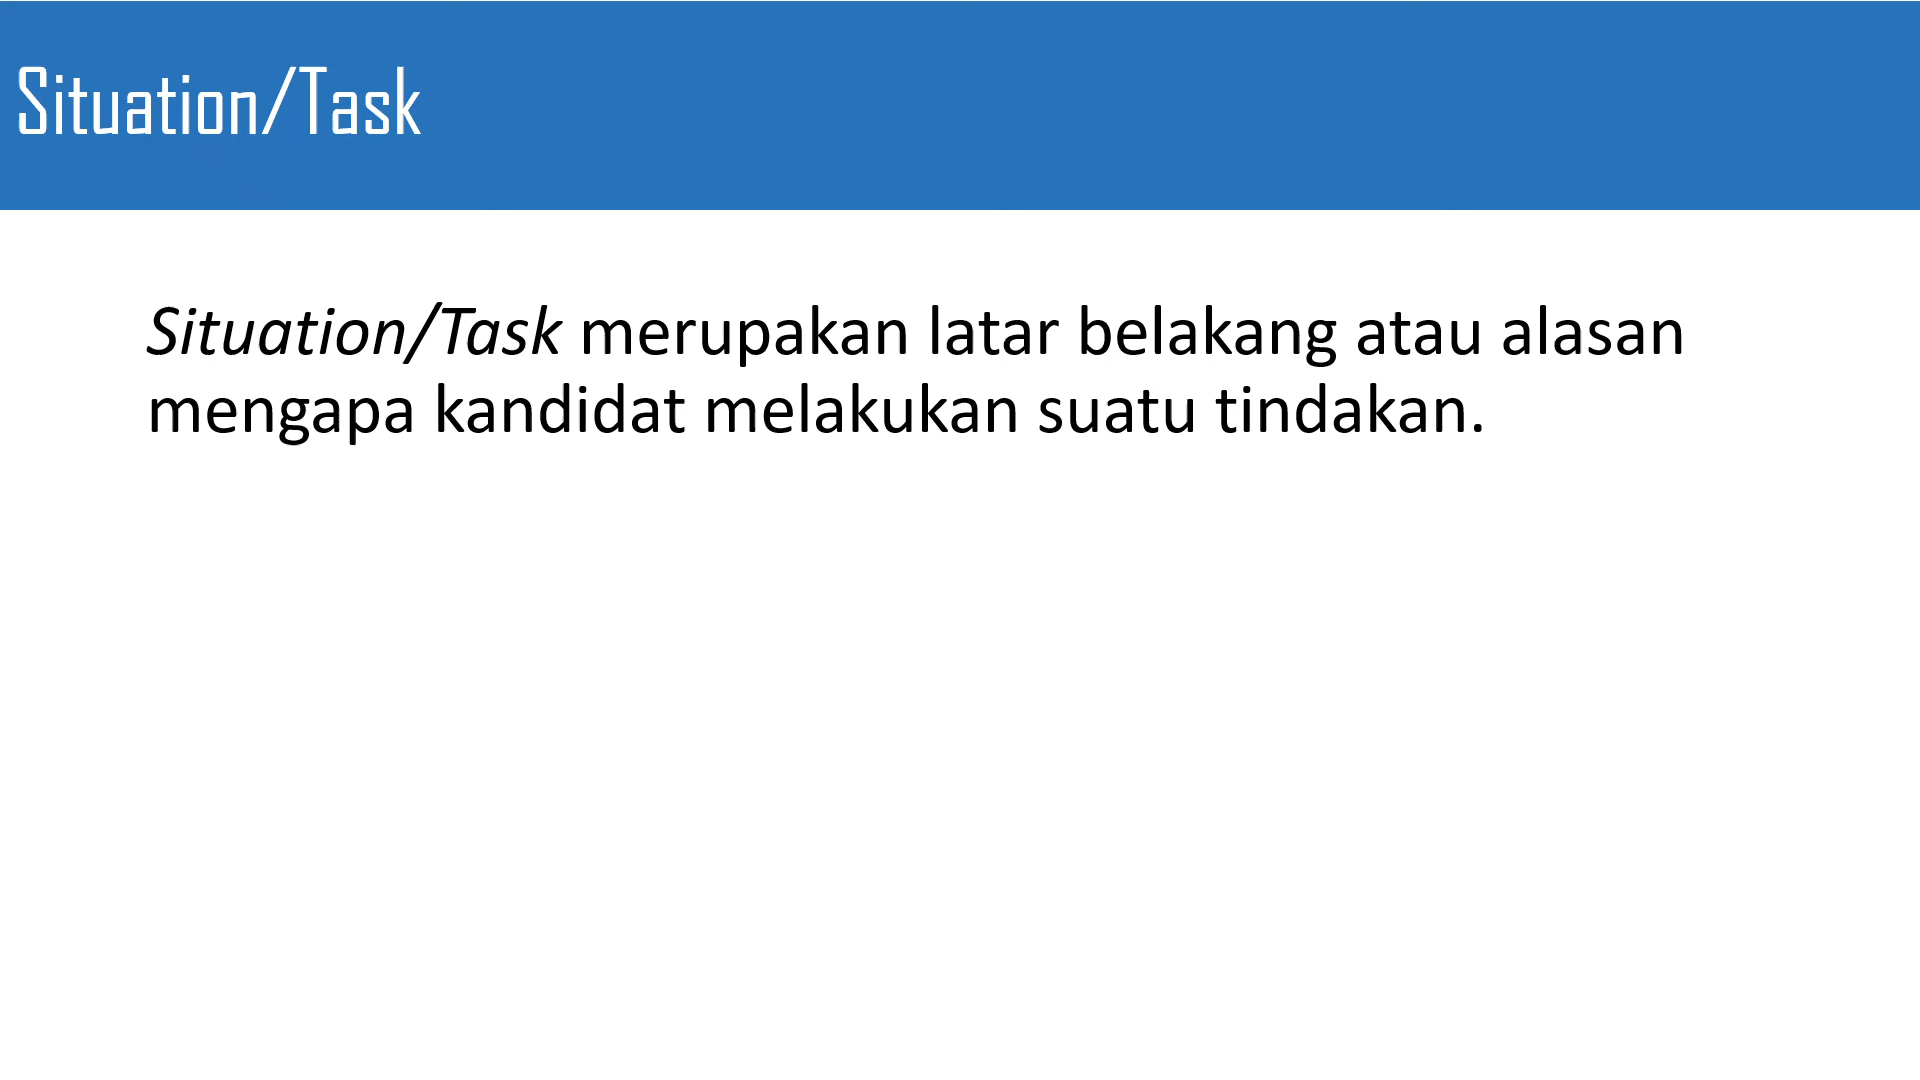 Situation/Task
Situation/Task merupakan latar belakang atau alasan
mengapa kandidat melakukan suatu tindakan.